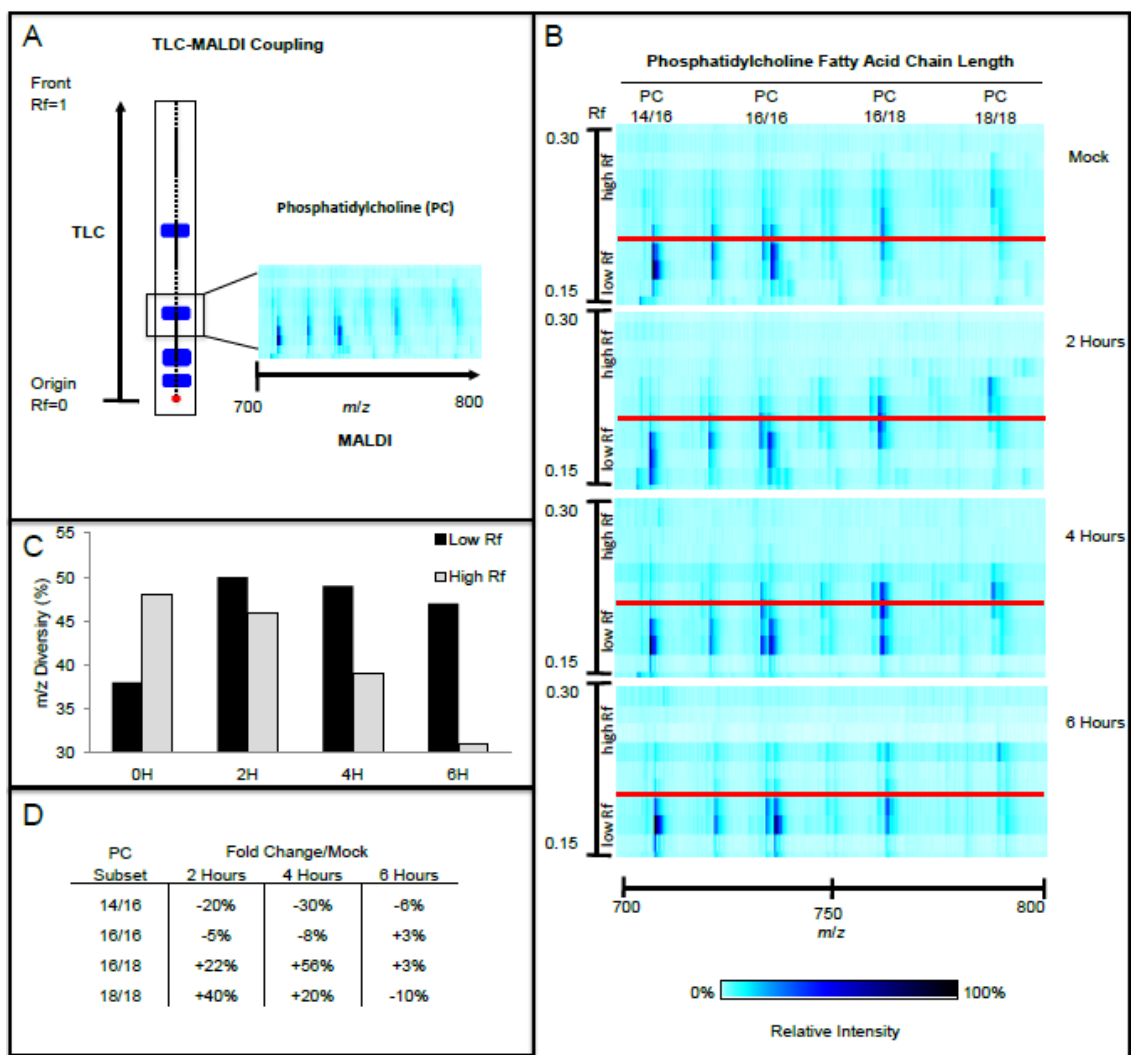 A
TLC-MALDI Coupling
Front
Rf=1
TLC
Phosphatidylcholine (PC)
Origin
Rf=0
700
m/z
800
MALDI
B
Phosphatidylcholine Fatty Acid Chain Length
Rf
PC
14/16
PC
16/16
PC
16/18
PC
18/18
0.30
high Rf
low Rf
0.15
Mock
0.30
high Rf
low Rf
0.15
2 Hours
0.30
high Rf
low Rf
0.15
4 Hours
0.30
high Rf
low Rf
0.15
6 Hours
700
750
800
m/z
0%
100%
Relative Intensity
C
m/z Diversiry (%)
55
50
45
40
35
30
Low Rf
High Rf
0H
2H
4H
6H
D
PC
Subset
Fold Change/Mock
2 Hours 4 Hours 6 Hours
14/16 -20% -30% -6%
16/16 -5% -8% +3%
16/18 +22% +56% +3%
18/18 +40% +20% -10%